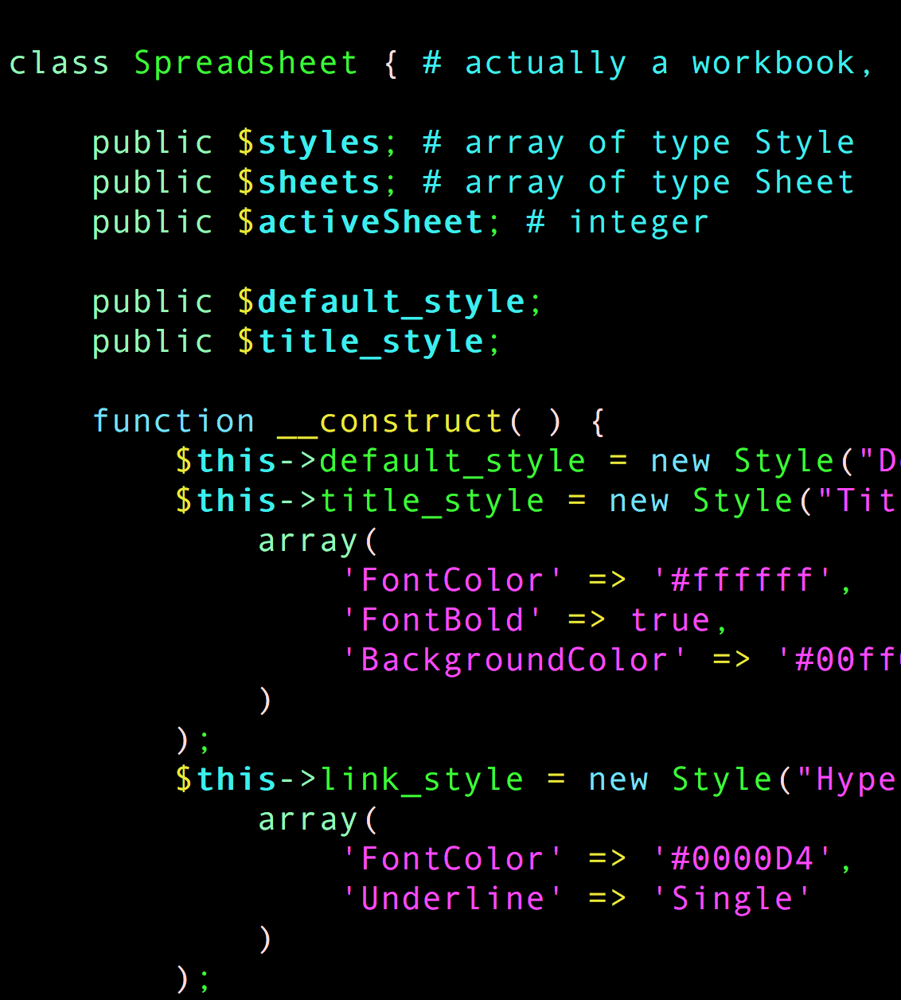 class Spreadsheet { # actually a workbook,
public $styles; # array of type Style
public $sheets; # array of type Sheet
public $activeSheet; # integer
public $default_style;
public $title_style;
function __construct( ) {
$this->default_style = new Style("D
$this->title_style = new Style("Tit
array(
'FontColor' => '#ffffff',
'FontBold' => true,
'BackgroundColor' => '#00ff
)
);
$this->link_style = new Style("Hype
array(
'FontColor' => '#0000D4',
'Underline' => 'Single'
)
);